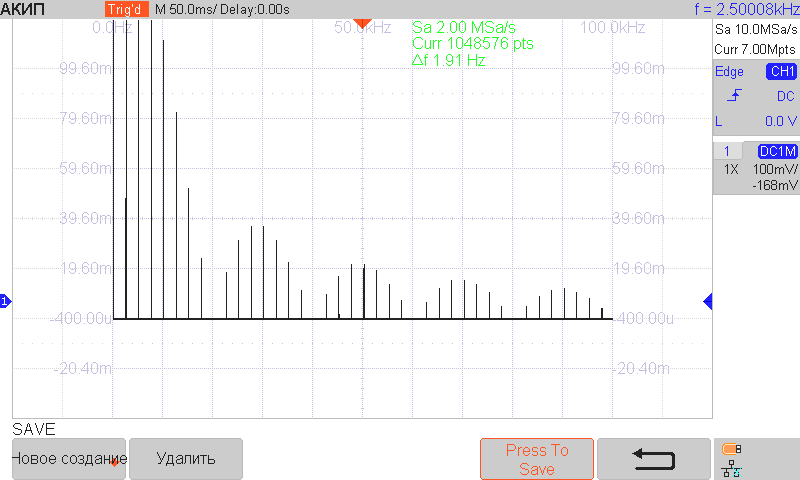 АКИП Trig'd M 50.0ms/ Delay:0.00s f = 2.50008kHz
0.0Hz 50.0kHz 100.0kHz
Sa 2.00 MSa/s
Curr 1048576 pts
Δf 1.91 Hz
Sa 10.0MSa/s
Curr 7.00Mpts
Edge CH1
DC
L 0.0 V
1 DC1M
1X 100mV/
-168mV
99.60m 99.60m
79.60m 79.60m
59.60m 59.60m
39.60m 39.60m
19.60m 19.60m
1
-400.00u -400.00u
-20.40m -20.40m
SAVE
Новое создание Удалить Press To
Save